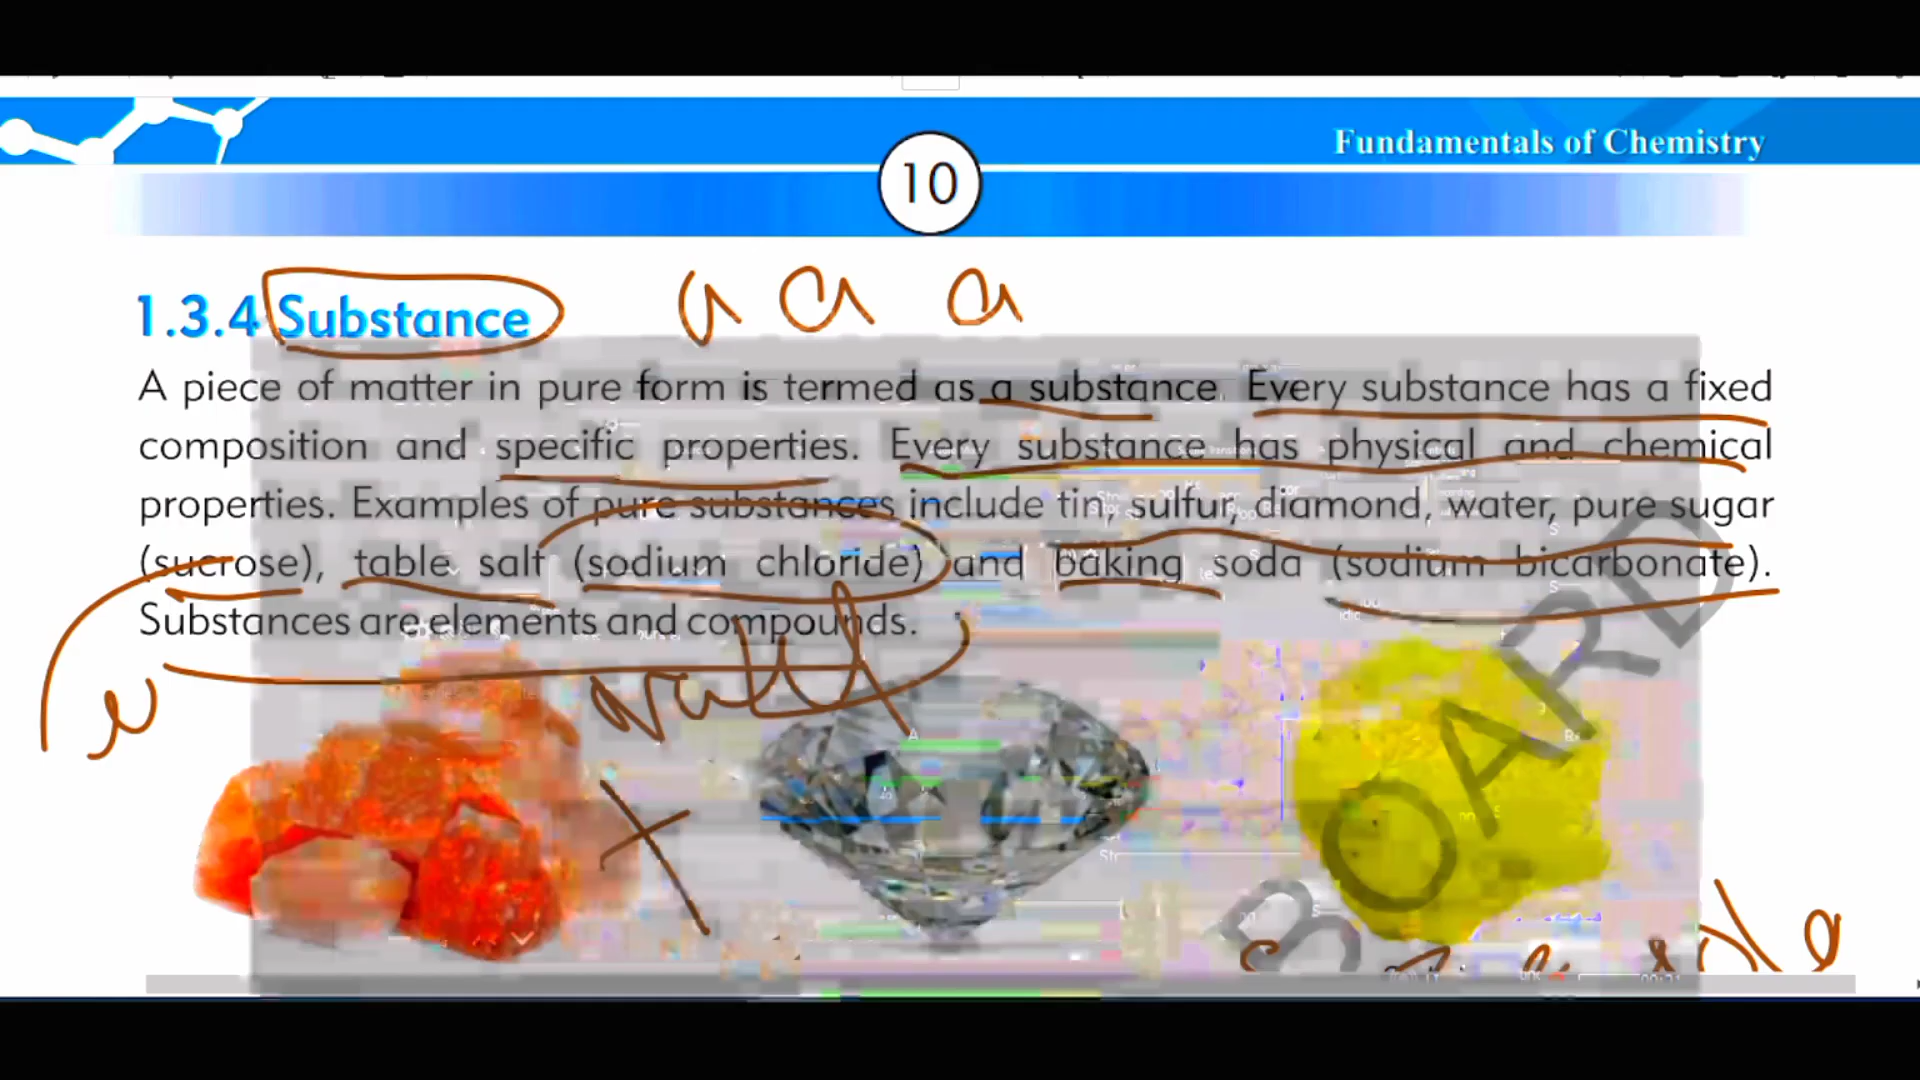 Fundamentals of Chemistry
10
1.3.4 Substance
a a a
A piece of matter in pure form is termed as a substance. Every substance has a fixed
composition and specific properties. Every substance has physical and chemical
properties. Examples of pure substances include tin, sulfur, diamond, water, pure sugar
(sucrose), table salt (sodium chloride) and baking soda (sodium bicarbonate).
Substances are elements and compounds.
BOARD